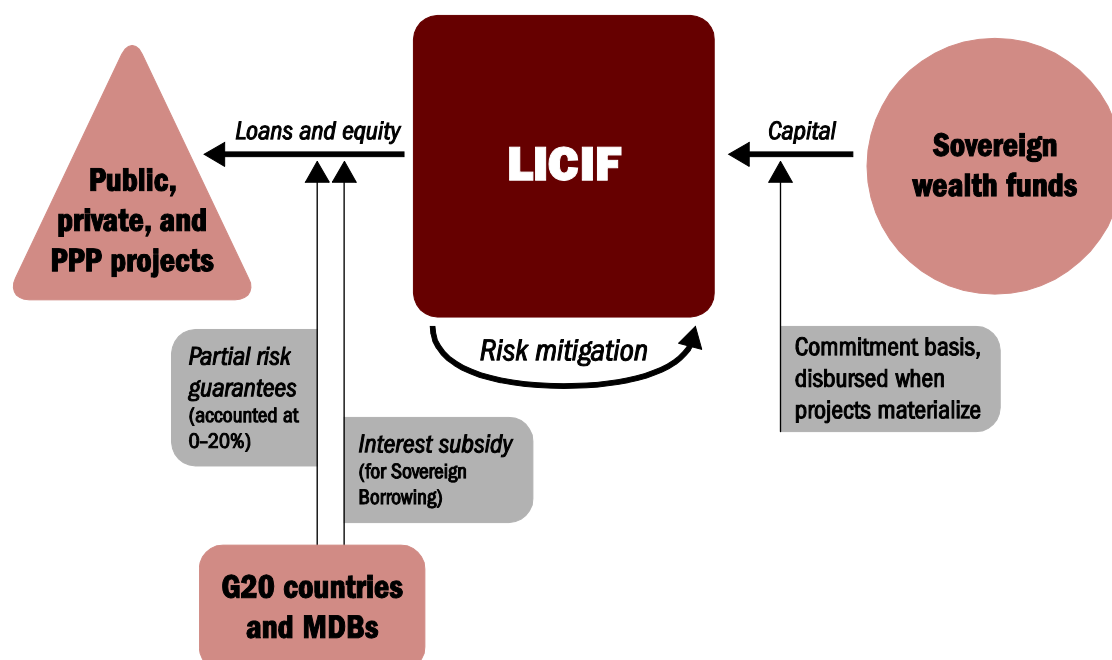 Public,
private, and
PPP projects
Loans and equity
LICIF
Capital
Sovereign
wealth funds
Risk mitigation
Partial risk
guarantees
(accounted at
0–20%)
Interest subsidy
(for Sovereign
Borrowing)
Commitment basis,
disbursed when
projects materialize
G20 countries
and MDBs